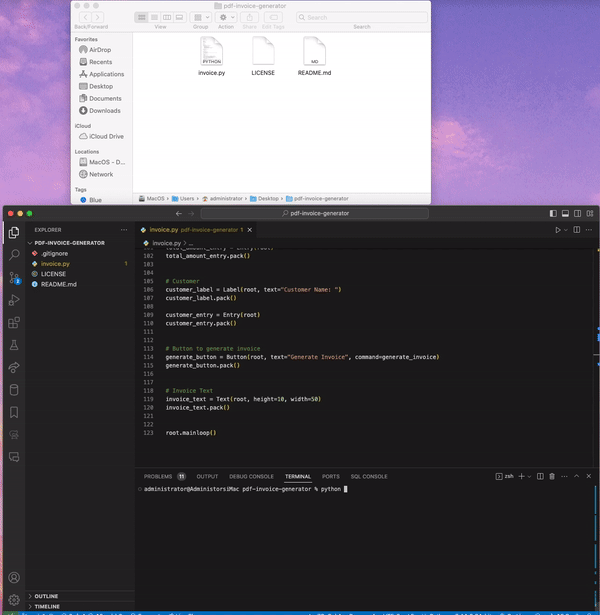 pdf-invoice-generator
Search
Back/Forward
View
Group
Action
Share
Edit Tags
Search
Favorites
AirDrop
Recents
Applications
Desktop
Documents
Downloads
iCloud
iCloud Drive
Locations
MacOS - D...
Network
Tags
Blue
PYTHON
MD
invoice.py
LICENSE
README.md
MacOS › Users › administrator › Desktop › pdf-invoice-generator
pdf-invoice-generator
EXPLORER
PDF-INVOICE-GENERATOR
.gitignore
invoice.py 1
LICENSE
README.md
OUTLINE
TIMELINE
invoice.py pdf-invoice-generator 1
invoice.py > ...
101 total_amount_entry = Entry(root)
102 total_amount_entry.pack()
103
104
105 # Customer
106 customer_label = Label(root, text="Customer Name: ")
107 customer_label.pack()
108
109 customer_entry = Entry(root)
110 customer_entry.pack()
111
112
113 # Button to generate invoice
114 generate_button = Button(root, text="Generate Invoice", command=generate_invoice)
115 generate_button.pack()
116
117
118 # Invoice Text
119 invoice_text = Text(root, height=10, width=50)
120 invoice_text.pack()
121
122
123 root.mainloop()
PROBLEMS 11 OUTPUT DEBUG CONSOLE TERMINAL PORTS SQL CONSOLE
zsh
administrator@AdministorsiMac pdf-invoice-generator % python